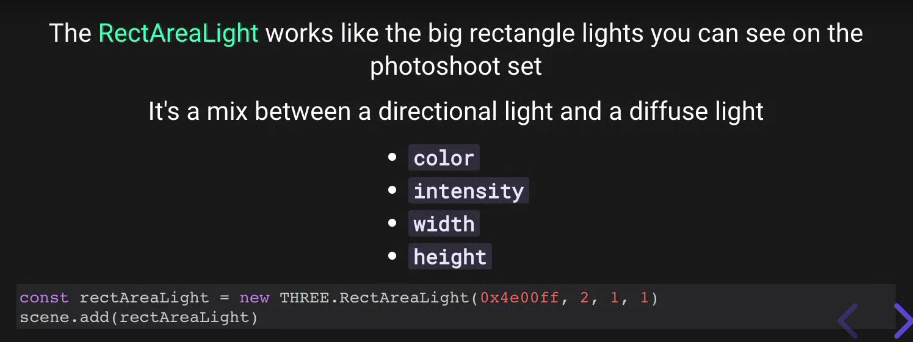 The RectAreaLight works like the big rectangle lights you can see on the
photoshoot set
It's a mix between a directional light and a diffuse light
color
intensity
width
height
const rectAreaLight = new THREE.RectAreaLight(0x4e00ff, 2, 1, 1)
scene.add(rectAreaLight)